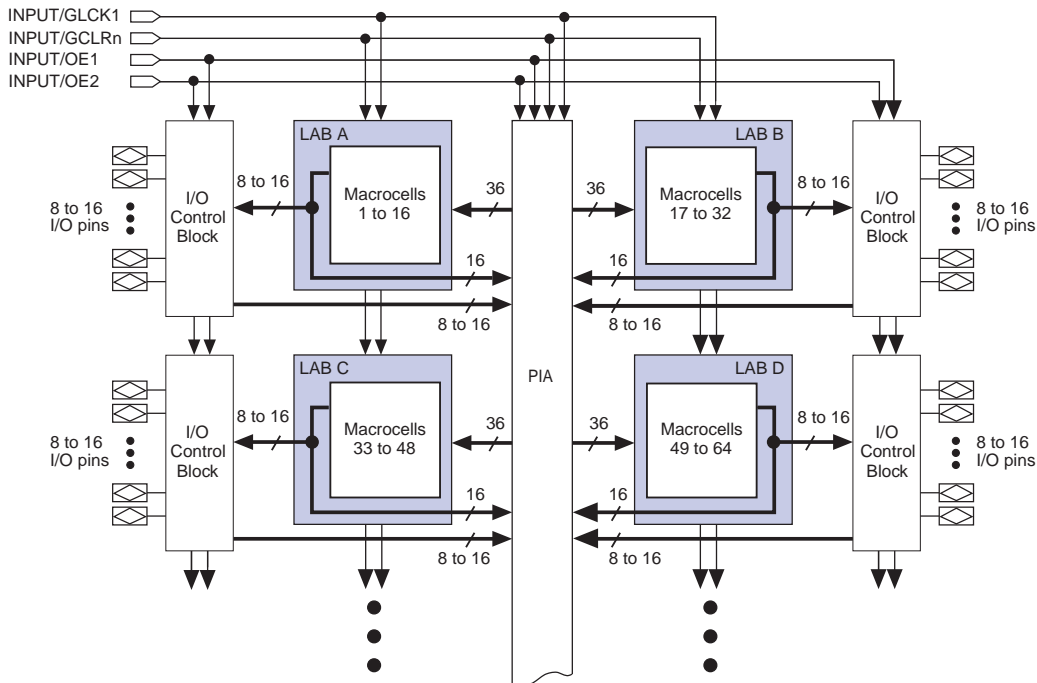 INPUT/GLCK1
INPUT/GCLRn
INPUT/OE1
INPUT/OE2
LAB A
LAB B
8 to 16
I/O pins
I/O
Control
Block
8 to 16
Macrocells
1 to 16
36
16
8 to 16
PIA
36
16
8 to 16
Macrocells
17 to 32
8 to 16
I/O
Control
Block
8 to 16
I/O pins
LAB C
LAB D
8 to 16
I/O pins
I/O
Control
Block
8 to 16
Macrocells
33 to 48
36
16
8 to 16
36
16
8 to 16
Macrocells
49 to 64
8 to 16
I/O
Control
Block
8 to 16
I/O pins